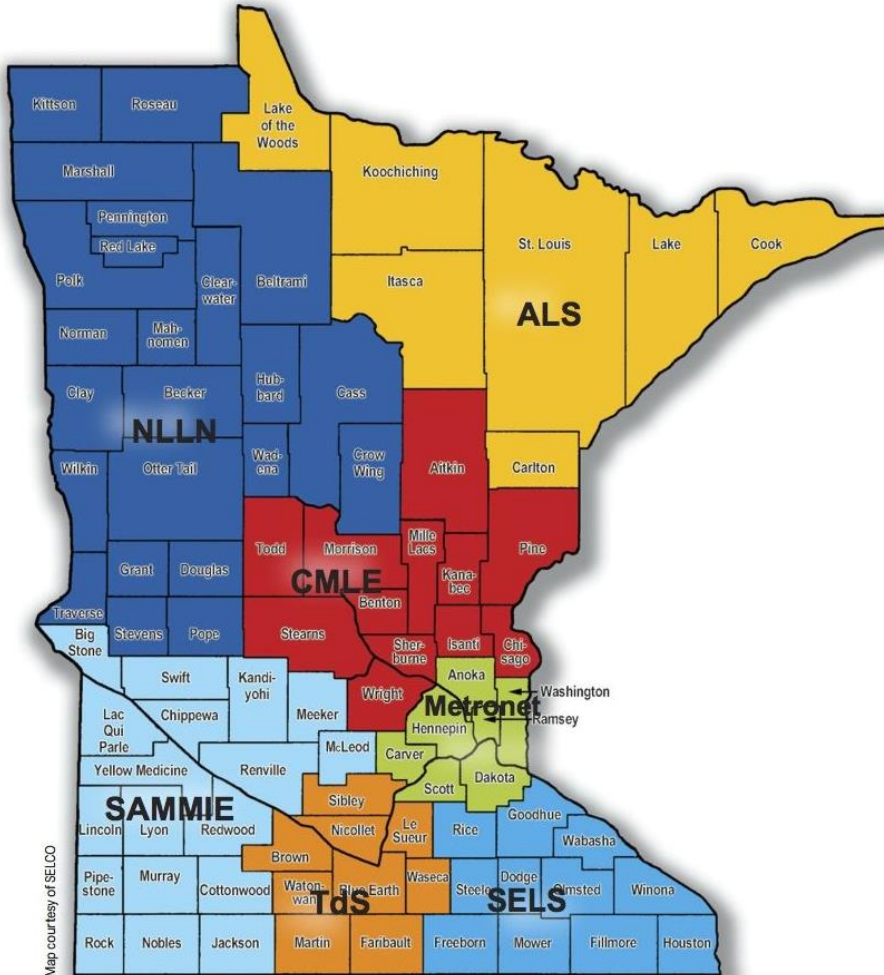 Kittson
Roseau
Lake
of the
Woods
Marshall
Koochiching
Pennington
Red Lake
St. Louis
Lake
Cook
Polk
Clear-
water
Beltrami
Itasca
ALS
Norman
Mah-
nomen
Clay
Becker
Hub-
bard
Cass
NLLN
Wilkin
Otter Tail
Wad-
ena
Crow
Wing
Aitkin
Carlton
Todd
Morrison
Mille
Lacs
Pine
Grant
Douglas
CMLE
Kana-
bec
Benton
Traverse
Big
Stone
Stevens
Pope
Stearns
Sher-
burne
Isanti
Chi-
sago
Swift
Kandi-
yohi
Anoka
Wright
Washington
Metronet
Ramsey
Lac
Qui
Parle
Chippewa
Meeker
Hennepin
McLeod
Carver
Yellow Medicine
Renville
Scott
Dakota
SAMMIE
Sibley
Lincoln
Lyon
Redwood
Nicollet
Le
Sueur
Rice
Goodhue
Wabasha
Brown
Pipe-
stone
Murray
Cottonwood
Waton-
wan
Blue Earth
Waseca
Steele
Dodge
Olmsted
Winona
TdS
SELS
Rock
Nobles
Jackson
Martin
Faribault
Freeborn
Mower
Fillmore
Houston
Map courtesy of SELCO